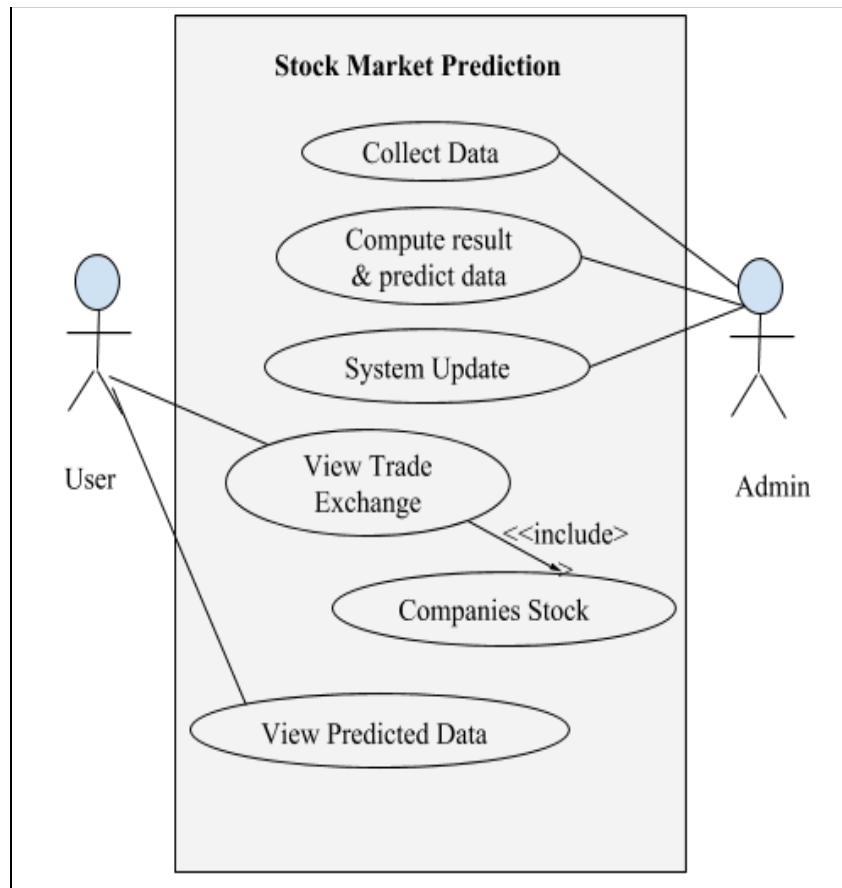 Stock Market Prediction
Collect Data
Compute result
& predict data
System Update
View Trade
Exchange
User
Admin
<<include>
>
Companies Stock
View Predicted Data